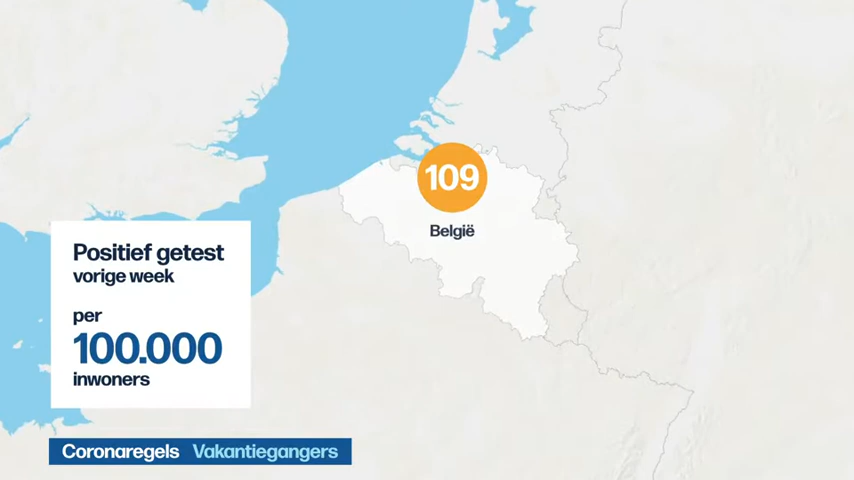 109
België
Positief getest
vorige week
per
100.000
inwoners
Coronaregels Vakantiegangers